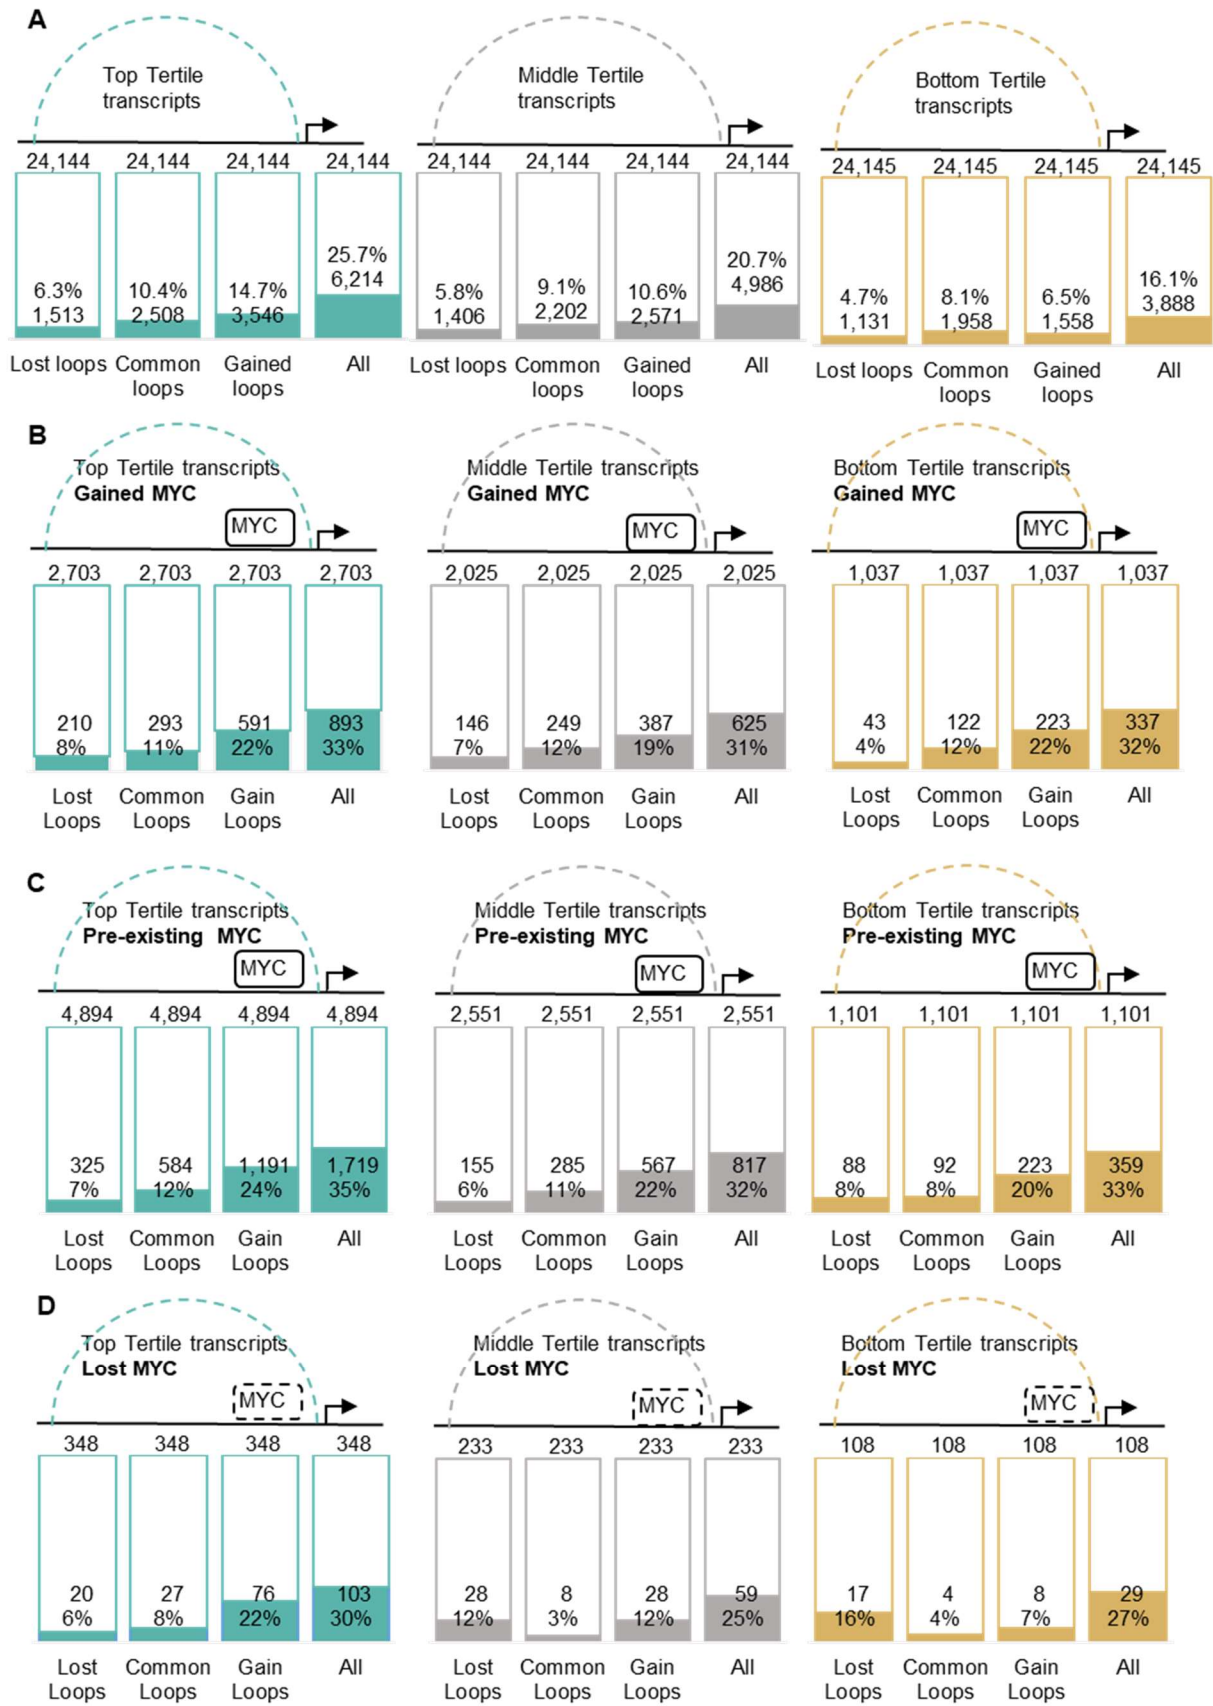 A
Top Tertile
transcripts
Middle Tertile
transcripts
Bottom Tertile
transcripts
24,144 24,144 24,144 24,144
24,144 24,144 24,144 24,144
24,145 24,145 24,145 24,145
6.3% 10.4% 14.7% 25.7%
1,513 2,508 3,546 6,214
5.8% 9.1% 10.6% 20.7%
1,406 2,202 2,571 4,986
4.7% 8.1% 6.5% 16.1%
1,131 1,958 1,558 3,888
Lost loops Common loops Gained loops All
Lost loops Common loops Gained loops All
Lost loops Common loops Gained loops All
B
Top Tertile transcripts
Gained MYC
MYC
Middle Tertile transcripts
Gained MYC
MYC
Bottom Tertile transcripts
Gained MYC
MYC
2,703 2,703 2,703 2,703
2,025 2,025 2,025 2,025
1,037 1,037 1,037 1,037
210 293 591 893
8% 11% 22% 33%
146 249 387 625
7% 12% 19% 31%
43 122 223 337
4% 12% 22% 32%
Lost Loops Common Loops Gain Loops All
Lost Loops Common Loops Gain Loops All
Lost Loops Common Loops Gain Loops All
C
Top Tertile transcripts
Pre-existing MYC
MYC
Middle Tertile transcripts
Pre-existing MYC
MYC
Bottom Tertile transcripts
Pre-existing MYC
MYC
4,894 4,894 4,894 4,894
2,551 2,551 2,551 2,551
1,101 1,101 1,101 1,101
325 584 1,191 1,719
7% 12% 24% 35%
155 285 567 817
6% 11% 22% 32%
88 92 223 359
8% 8% 20% 33%
Lost Loops Common Loops Gain Loops All
Lost Loops Common Loops Gain Loops All
Lost Loops Common Loops Gain Loops All
D
Top Tertile transcripts
Lost MYC
MYC
Middle Tertile transcripts
Lost MYC
MYC
Bottom Tertile transcripts
Lost MYC
MYC
348 348 348 348
233 233 233 233
108 108 108 108
20 27 76 103
6% 8% 22% 30%
28 8 28 59
12% 3% 12% 25%
17 4 8 29
16% 4% 7% 27%
Lost Loops Common Loops Gain Loops All
Lost Loops Common Loops Gain Loops All
Lost Loops Common Loops Gain Loops All